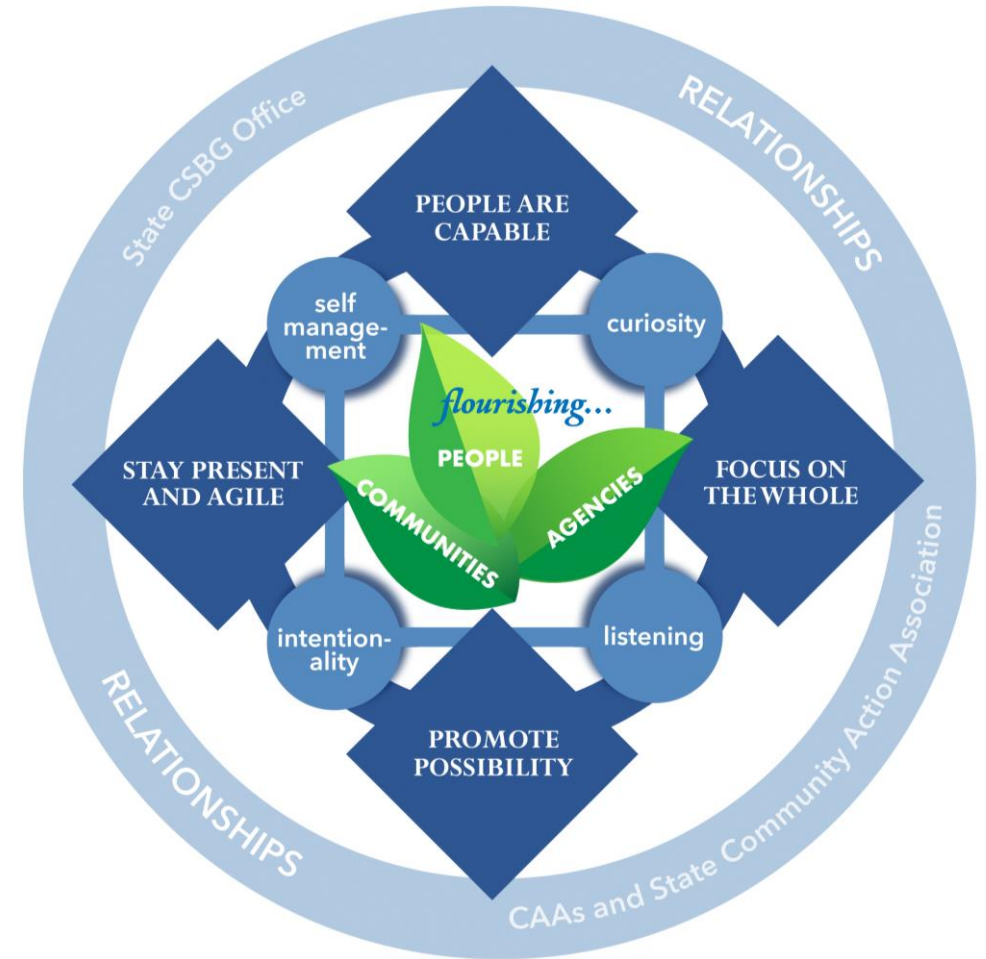 State CSBG Office
RELATIONSHIPS
PEOPLE ARE
CAPABLE
self
manage-
ment
curiosity
flourishing...
PEOPLE
COMMUNITIES
AGENCIES
STAY PRESENT
AND AGILE
FOCUS ON
THE WHOLE
intention-
ality
listening
PROMOTE
POSSIBILITY
RELATIONSHIPS
CAAs and State Community Action Association